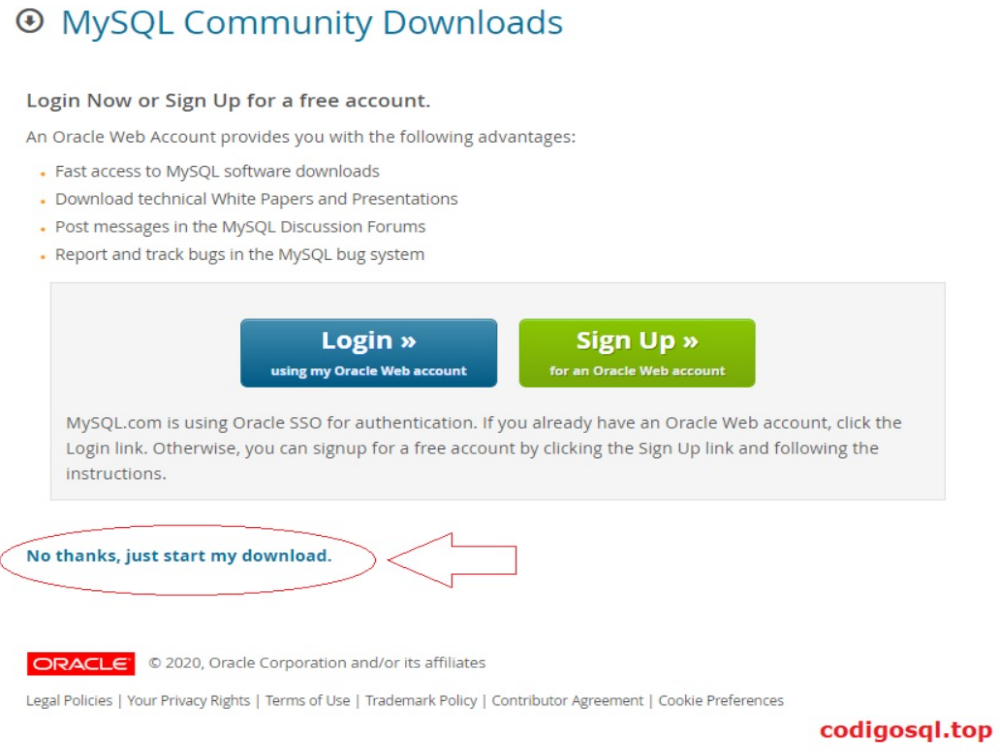 MySQL Community Downloads
Login Now or Sign Up for a free account.
An Oracle Web Account provides you with the following advantages:
Fast access to MySQL software downloads
Download technical White Papers and Presentations
Post messages in the MySQL Discussion Forums
Report and track bugs in the MySQL bug system
Login »
using my Oracle Web account
Sign Up »
for an Oracle Web account
MySQL.com is using Oracle SSO for authentication. If you already have an Oracle Web account, click the
Login link. Otherwise, you can signup for a free account by clicking the Sign Up link and following the
instructions.
No thanks, just start my download.
ORACLE © 2020, Oracle Corporation and/or its affiliates
Legal Policies | Your Privacy Rights | Terms of Use | Trademark Policy | Contributor Agreement | Cookie Preferences
codigosql.top